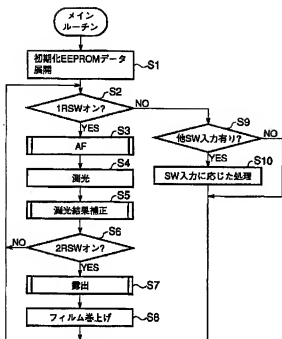 メイン
ルーチン
初期化EEPROMデータ
展開
S1
S2
1RSWオン?
NO
YES
S3
AF
S4
測光
S5
測光結果補正
S6
2RSWオン?
NO
YES
露出
S7
フィルム巻上げ
S8
S9
他SW入力有り?
NO
YES
S10
SW入力に応じた処理